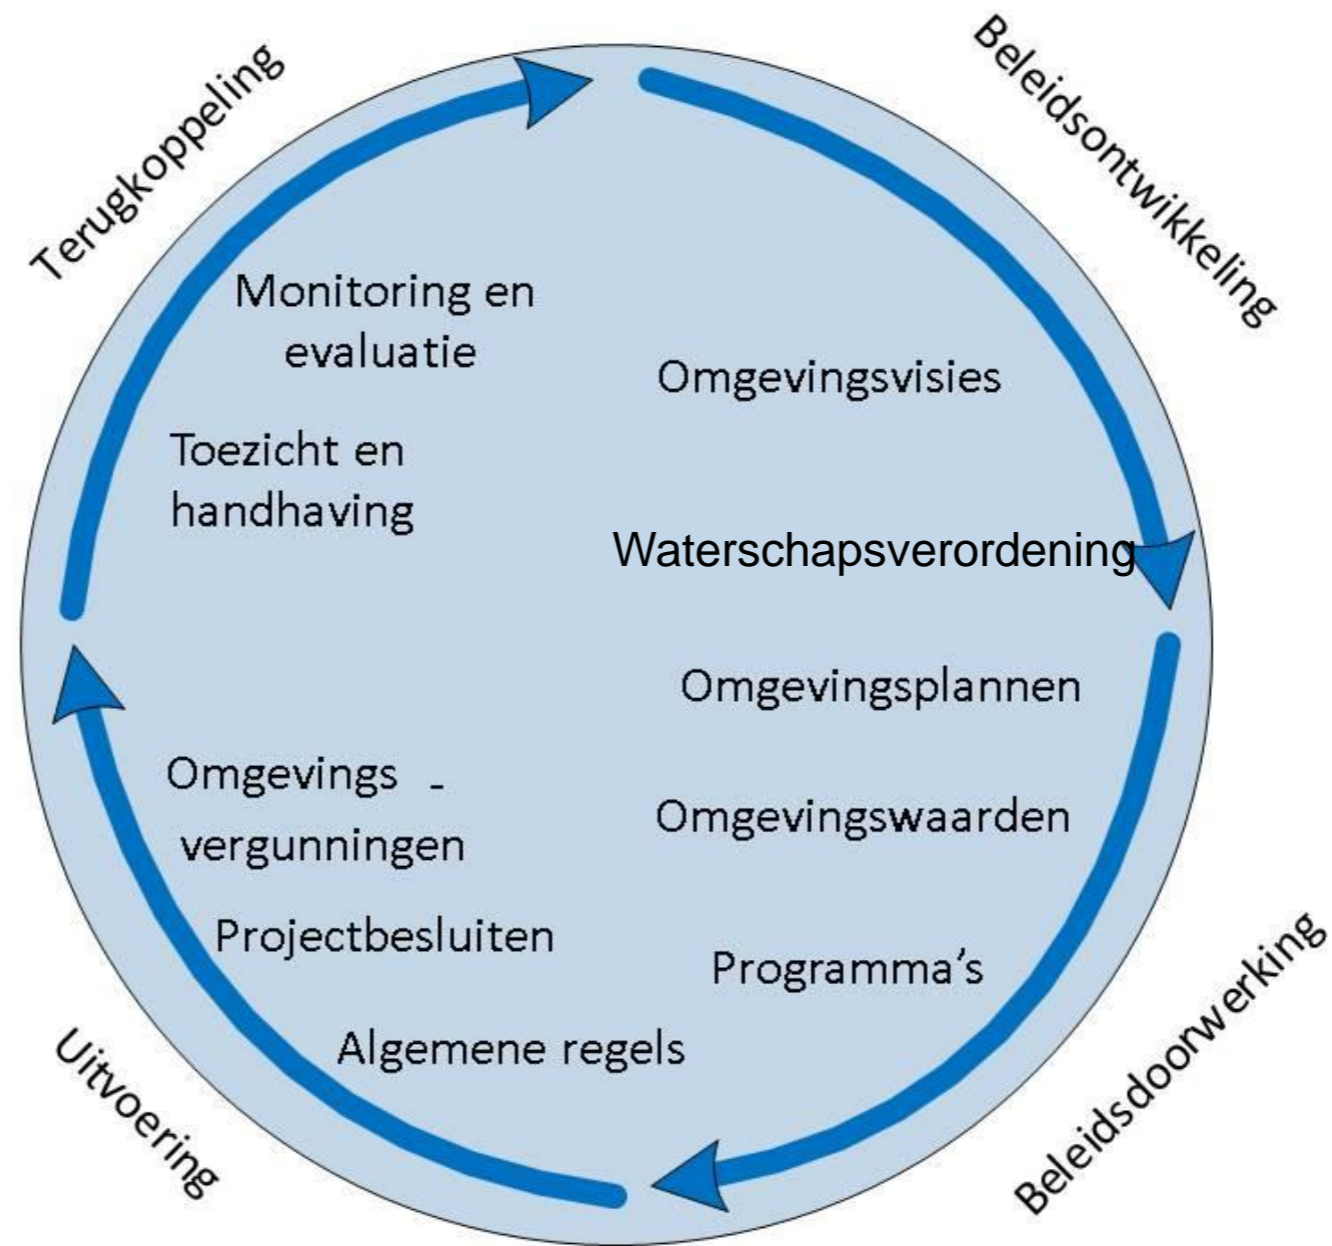 Terugkoppeling
Beleidsontwikkeling
Monitoring en
evaluatie
Omgevingsvisies
Toezicht en
handhaving
Waterschapsverordening
Omgevingsplannen
Omgevings -
vergunningen
Omgevingswaarden
Projectbesluiten
Programma's
Algemene regels
Uitvoering
Beleidsdoorwerking